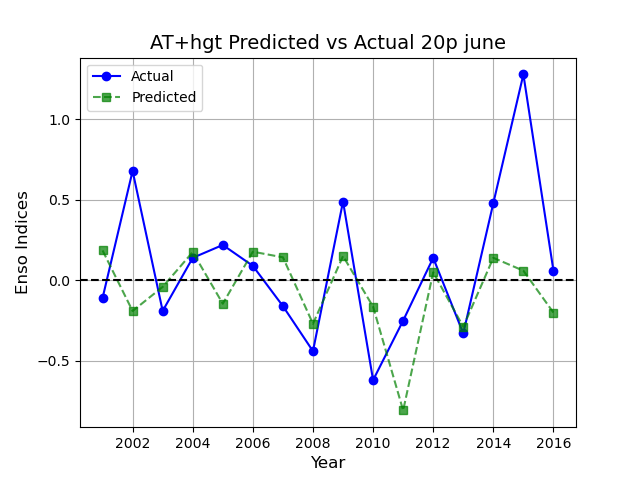 AT+hgt Predicted vs Actual 20p june
Actual
Predicted
1.0
0.5
0.0
−0.5
Enso Indices
2002 2004 2006 2008 2010 2012 2014 2016
Year